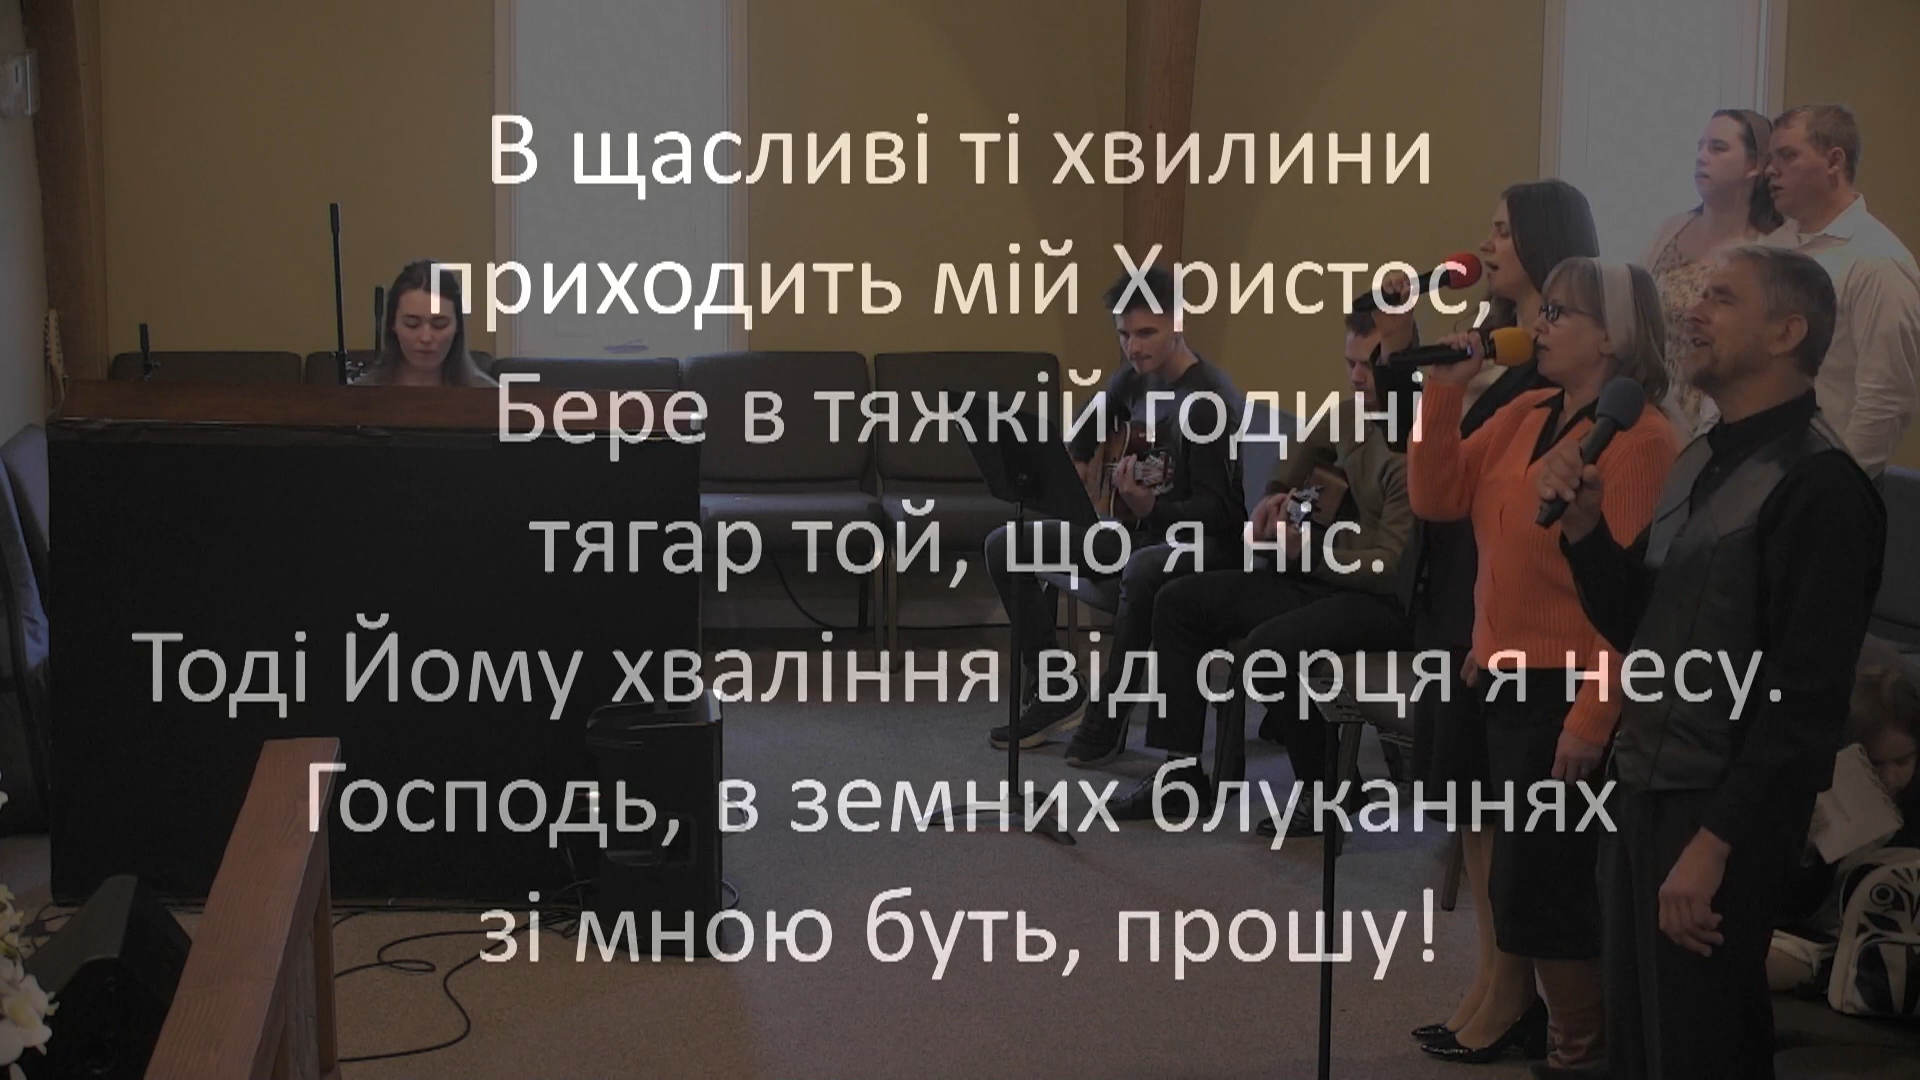 В щасливі ті хвилини
приходить мій Христос,
Бере в тяжкій годині
тягар той, що я ніс.
Тоді Йому хваління від серця я несу.
Господь, в земних блуканнях
зі мною буть, прошу!